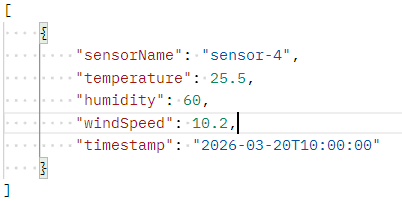 [
    {
        "sensorName": "sensor-4",
        "temperature": 25.5,
        "humidity": 60,
        "windSpeed": 10.2,
        "timestamp": "2026-03-20T10:00:00"
    }
]